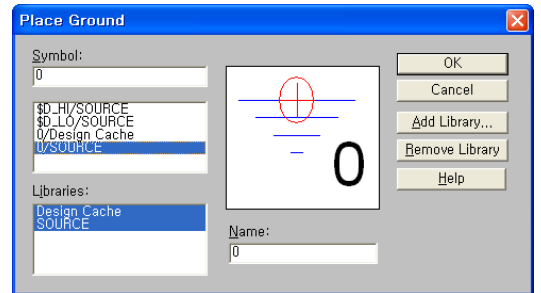 Place Ground
Symbol:
0
$D_HI/SOURCE
$D_LO/SOURCE
0/Design Cache
0/SOURCE
Libraries:
Design Cache
SOURCE
0
Name:
0
OK
Cancel
Add Library...
Remove Library
Help